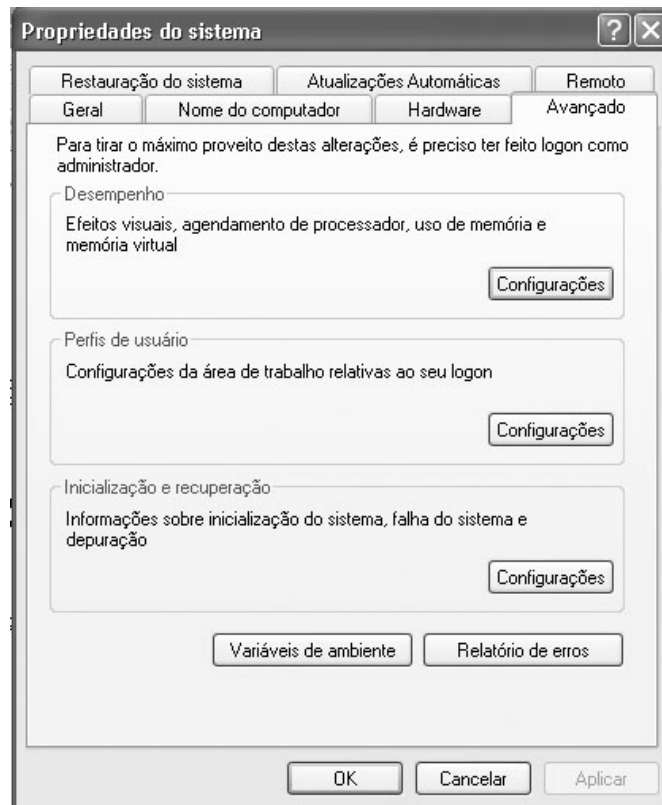 Propriedades do sistema
Restauração do sistema
Atualizações Automáticas
Remoto
Geral
Nome do computador
Hardware
Avançado
Para tirar o máximo proveito destas alterações, é preciso ter feito logon como
administrador.
Desempenho
Efeitos visuais, agendamento de processador, uso de memória e
memória virtual
Configurações
Perfis de usuário
Configurações da área de trabalho relativas ao seu logon
Configurações
Inicialização e recuperação
Informações sobre inicialização do sistema, falha do sistema e
depuração
Configurações
Variáveis de ambiente
Relatório de erros
OK
Cancelar
Aplicar